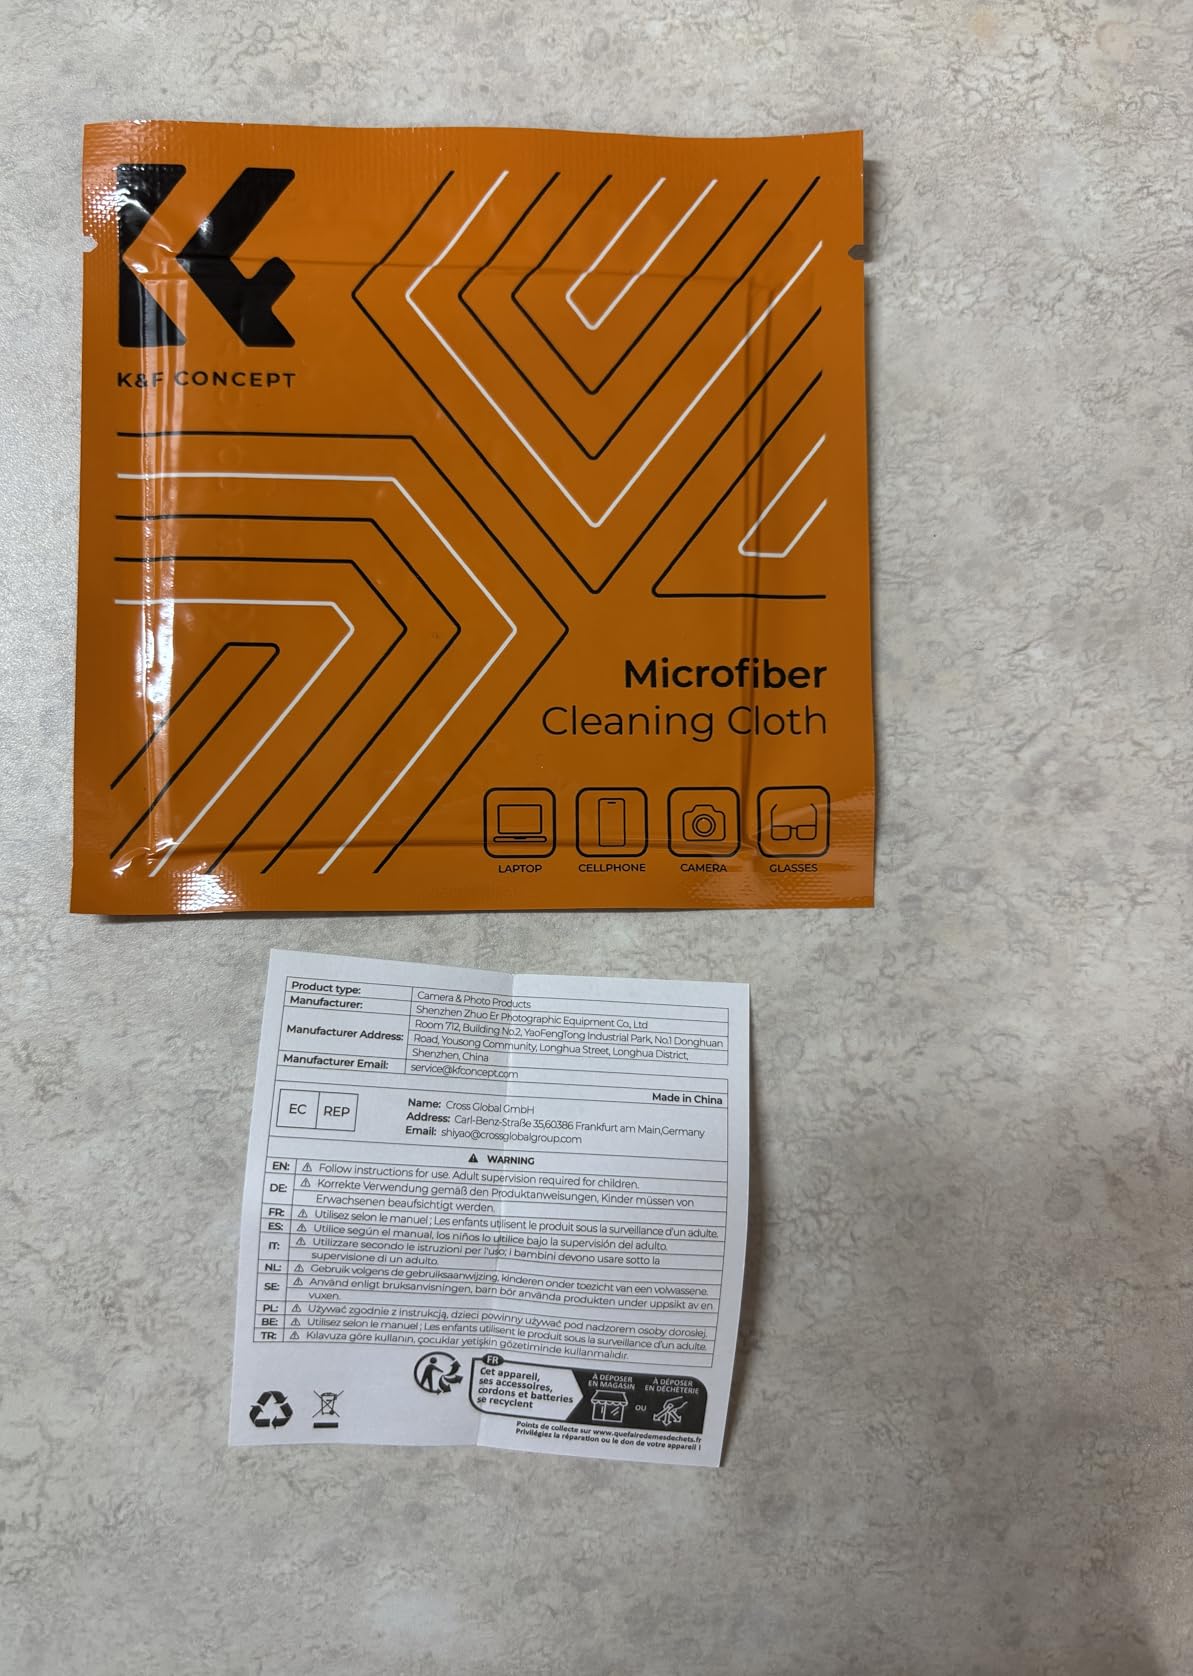 K&F CONCEPT
Microfiber
Cleaning Cloth
LAPTOP
CELLPHONE
CAMERA
GLASSES
Product type: Camera & Photo Products
Manufacturer: Shenzhen Zhuo Er Photographic Equipment Co., Ltd
Manufacturer Address: Room 712, Building No.2, YaoFengTong Industrial Park, No.1 Donghuan
Road, Yousong Community, Longhua Street, Longhua District,
Shenzhen, China
Manufacturer Email: service@kfconcept.com
Made in China
EC REP
Name: Cross Global GmbH
Address: Carl-Benz-Straße 35,60386 Frankfurt am Main,Germany
Email: shiyao@crossglobalgroup.com
⚠ WARNING
EN: ⚠ Follow instructions for use. Adult supervision required for children.
DE: ⚠ Korrekte Verwendung gemäß den Produktanweisungen, Kinder müssen von
Erwachsenen beaufsichtigt werden.
FR: ⚠ Utilisez selon le manuel ; Les enfants utilisent le produit sous la surveillance d'un adulte.
ES: ⚠ Utilice según el manual, los niños lo utilice bajo la supervisión del adulto.
IT: ⚠ Utilizzare secondo le istruzioni per l'uso; i bambini devono usare sotto la
supervisione di un adulto.
NL: ⚠ Gebruik volgens de gebruiksaanwijzing, kinderen onder toezicht van een volwassene.
SE: ⚠ Använd enligt bruksanvisningen, barn bör använda produkten under uppsikt av en
vuxen.
PL: ⚠ Używać zgodnie z instrukcją, dzieci powinny używać pod nadzorem osoby dorosłej.
BE: ⚠ Utilisez selon le manuel ; Les enfants utilisent le produit sous la surveillance d'un adulte.
TR: ⚠ Kılavuza göre kullanın, çocuklar yetişkin gözetiminde kullanmalıdır.
FR
Cet appareil,
ses accessoires,
cordons et batteries
se recyclent
À DÉPOSER
EN MAGASIN
OU
À DÉPOSER
EN DÉCHÈTERIE
Points de collecte sur www.quefairedemesdechets.fr
Privilégiez la réparation ou le don de votre appareil !